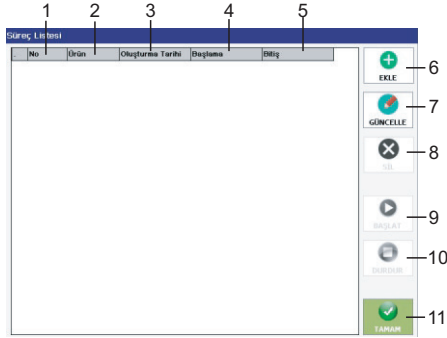 1 2 3 4 5
Süreç Listesi
. No Ürün Oluşturma Tarihi Başlama Bitiş
EKLE 6
GÜNCELLE 7
SİL 8
BAŞLAT 9
DURDUR 10
TAMAM 11